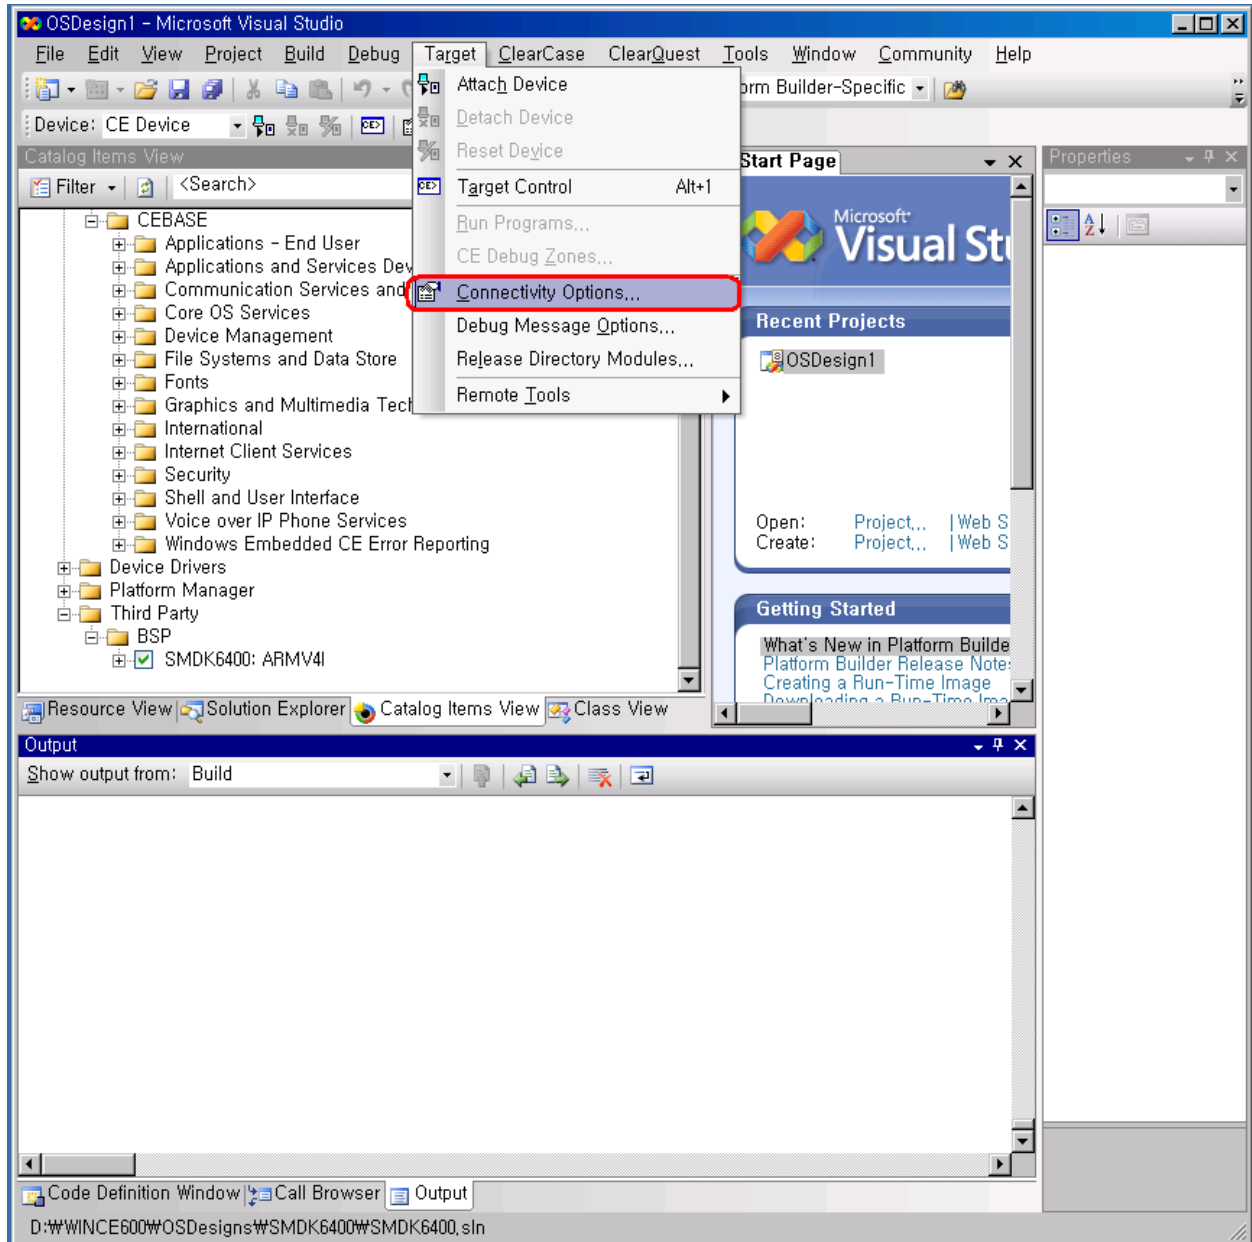 OSDesign1 - Microsoft Visual Studio
File Edit View Project Build Debug Target ClearCase ClearQuest Tools Window Community Help
Attach Device
Detach Device
Reset Device
Target Control Alt+1
Run Programs...
CE Debug Zones...
Connectivity Options...
Debug Message Options...
Release Directory Modules...
Remote Tools
orm Builder-Specific
Device: CE Device
CE>
Catalog Items View
Filter
<Search>
CEBASE
Applications - End User
Applications and Services Dev
Communication Services and
Core OS Services
Device Management
File Systems and Data Store
Fonts
Graphics and Multimedia Tech
International
Internet Client Services
Security
Shell and User Interface
Voice over IP Phone Services
Windows Embedded CE Error Reporting
Device Drivers
Platform Manager
Third Party
BSP
SMDK6400: ARMV4I
Resource View Solution Explorer Catalog Items View Class View
Start Page
Microsoft
Visual Stu
Recent Projects
OSDesign1
Open: Project... | Web S
Create: Project... | Web S
Getting Started
What's New in Platform Builde
Platform Builder Release Note
Creating a Run-Time Image
Downloading a Run-Time Ima
Properties
Output
Show output from: Build
Code Definition Window Call Browser Output
D:₩WINCE600₩OSDesigns₩SMDK6400₩SMDK6400.sln